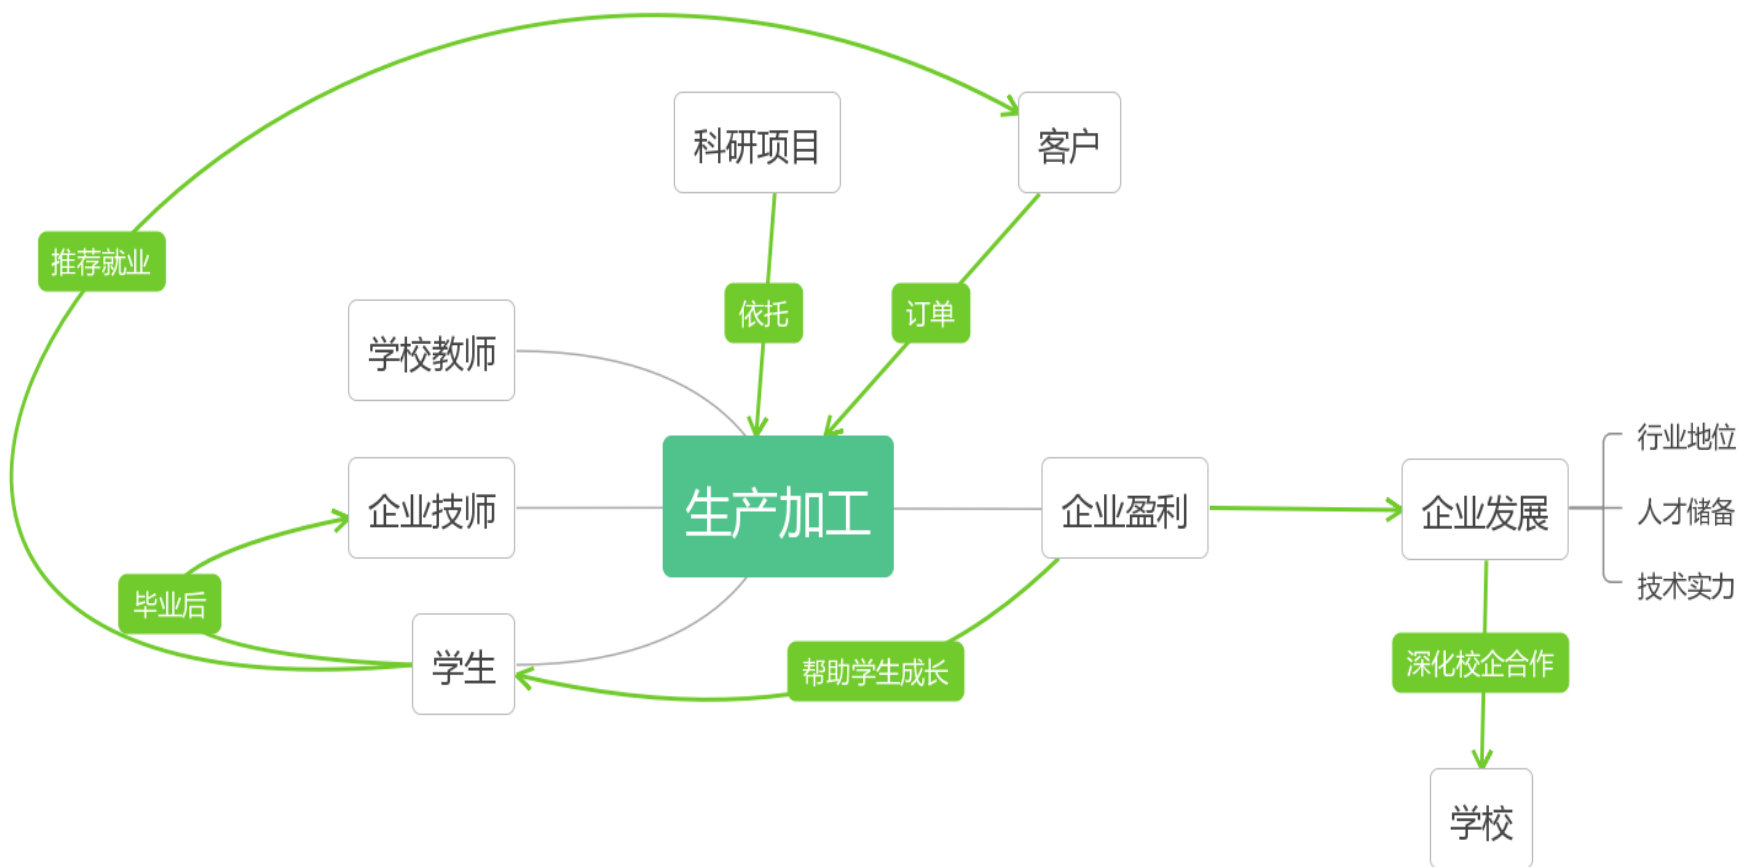 科研项目
客户
推荐就业
依托
订单
学校教师
企业技师
生产加工
企业盈利
企业发展
行业地位
人才储备
技术实力
毕业后
学生
帮助学生成长
深化校企合作
学校